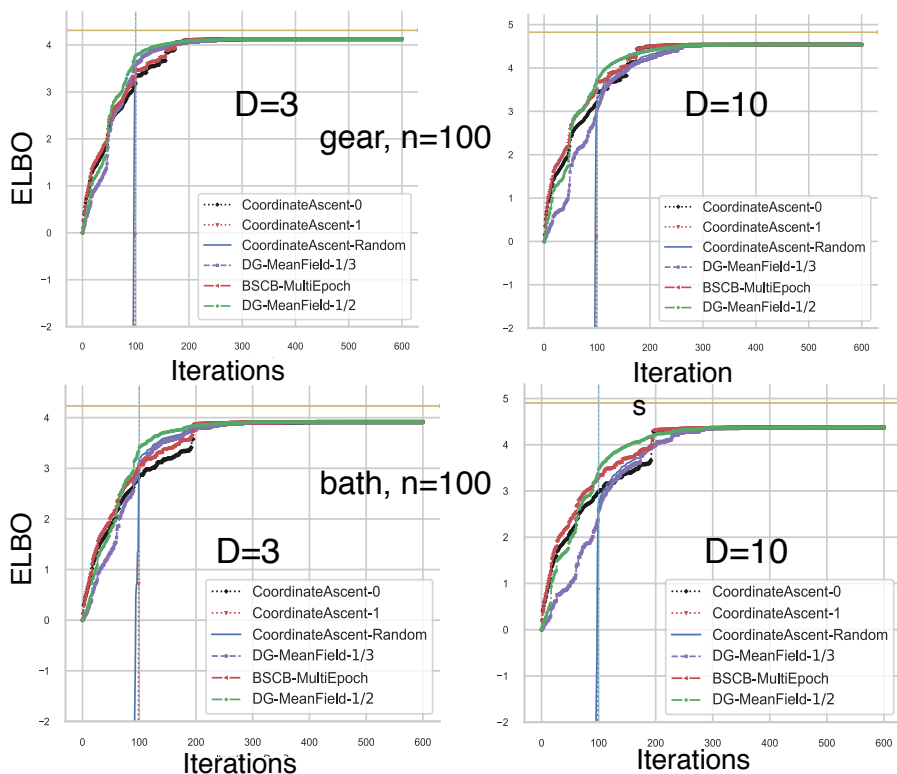 ELBO
4
3
2
1
0
−1
−2
D=3
CoordinateAscent-0
CoordinateAscent-1
CoordinateAscent-Random
DG-MeanField-1/3
BSCB-MultiEpoch
DG-MeanField-1/2
0 100 200 300 400 500 600
Iterations
gear, n=100
5
4
3
2
1
0
−1
−2
D=10
CoordinateAscent-0
CoordinateAscent-1
CoordinateAscent-Random
DG-MeanField-1/3
BSCB-MultiEpoch
DG-MeanField-1/2
0 100 200 300 400 500 600
Iteration
s
ELBO
4
3
2
1
0
−1
−2
D=3
CoordinateAscent-0
CoordinateAscent-1
CoordinateAscent-Random
DG-MeanField-1/3
BSCB-MultiEpoch
DG-MeanField-1/2
0 100 200 300 400 500 600
Iterations
bath, n=100
5
4
3
2
1
0
−1
−2
D=10
CoordinateAscent-0
CoordinateAscent-1
CoordinateAscent-Random
DG-MeanField-1/3
BSCB-MultiEpoch
DG-MeanField-1/2
0 100 200 300 400 500 600
Iterations